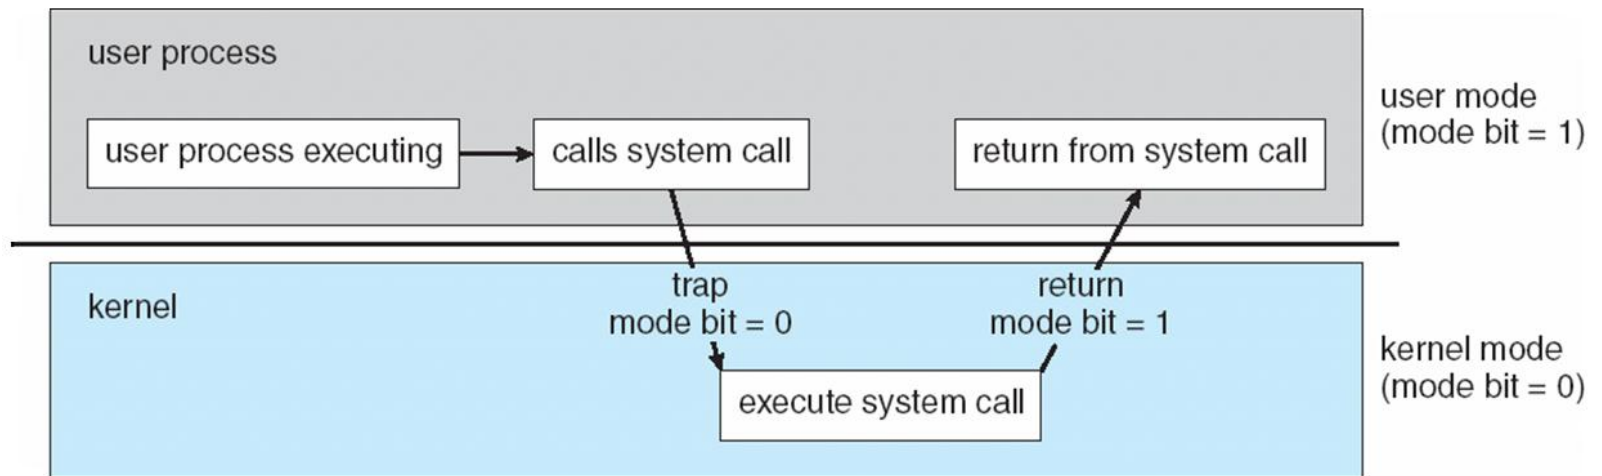 user process
user process executing
calls system call
return from system call
user mode
(mode bit = 1)
kernel
trap
mode bit = 0
return
mode bit = 1
execute system call
kernel mode
(mode bit = 0)